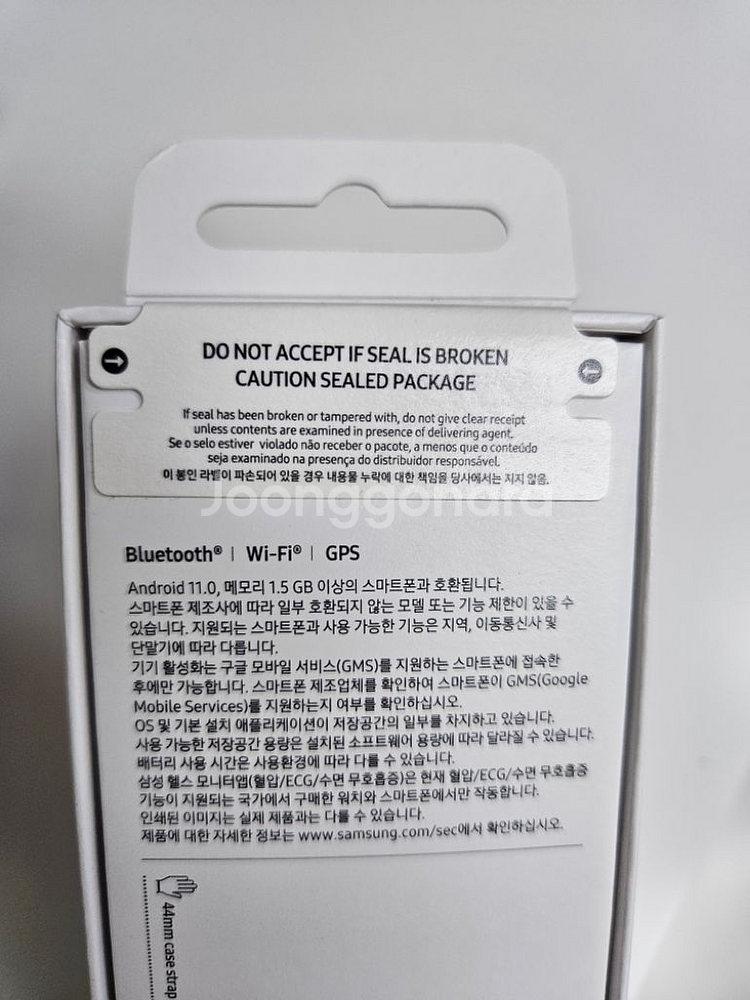 DO NOT ACCEPT IF SEAL IS BROKEN
CAUTION SEALED PACKAGE
If seal has been broken or tampered with, do not give clear receipt
unless contents are examined in presence of delivering agent.
Se o selo estiver violado não receber o pacote, a menos que o conteúdo
seja examinado na presença do distribuidor responsável.
이 봉인 라벨이 파손되어 있을 경우 내용물 누락에 대한 책임을 당사에서는 지지 않음.
Joonggonara
Bluetooth® | Wi-Fi® | GPS
Android 11.0, 메모리 1.5 GB 이상의 스마트폰과 호환됩니다.
스마트폰 제조사에 따라 일부 호환되지 않는 모델 또는 기능 제한이 있을 수
있습니다. 지원되는 스마트폰과 사용 가능한 기능은 지역, 이동통신사 및
단말기에 따라 다릅니다.
기기 활성화는 구글 모바일 서비스(GMS)를 지원하는 스마트폰에 접속한
후에만 가능합니다. 스마트폰 제조업체를 확인하여 스마트폰이 GMS(Google
Mobile Services)를 지원하는지 여부를 확인하십시오.
OS 및 기본 설치 애플리케이션이 저장공간의 일부를 차지하고 있습니다.
사용 가능한 저장공간 용량은 설치된 소프트웨어 용량에 따라 달라질 수 있습니다.
배터리 사용 시간은 사용환경에 따라 다를 수 있습니다.
삼성 헬스 모니터앱(혈압/ECG/수면 무호흡증)은 현재 혈압/ECG/수면 무호흡증
기능이 지원되는 국가에서 구매한 워치와 스마트폰에서만 작동합니다.
인쇄된 이미지는 실제 제품과는 다를 수 있습니다.
제품에 대한 자세한 정보는 www.samsung.com/sec에서 확인하십시오.
44mm case strap